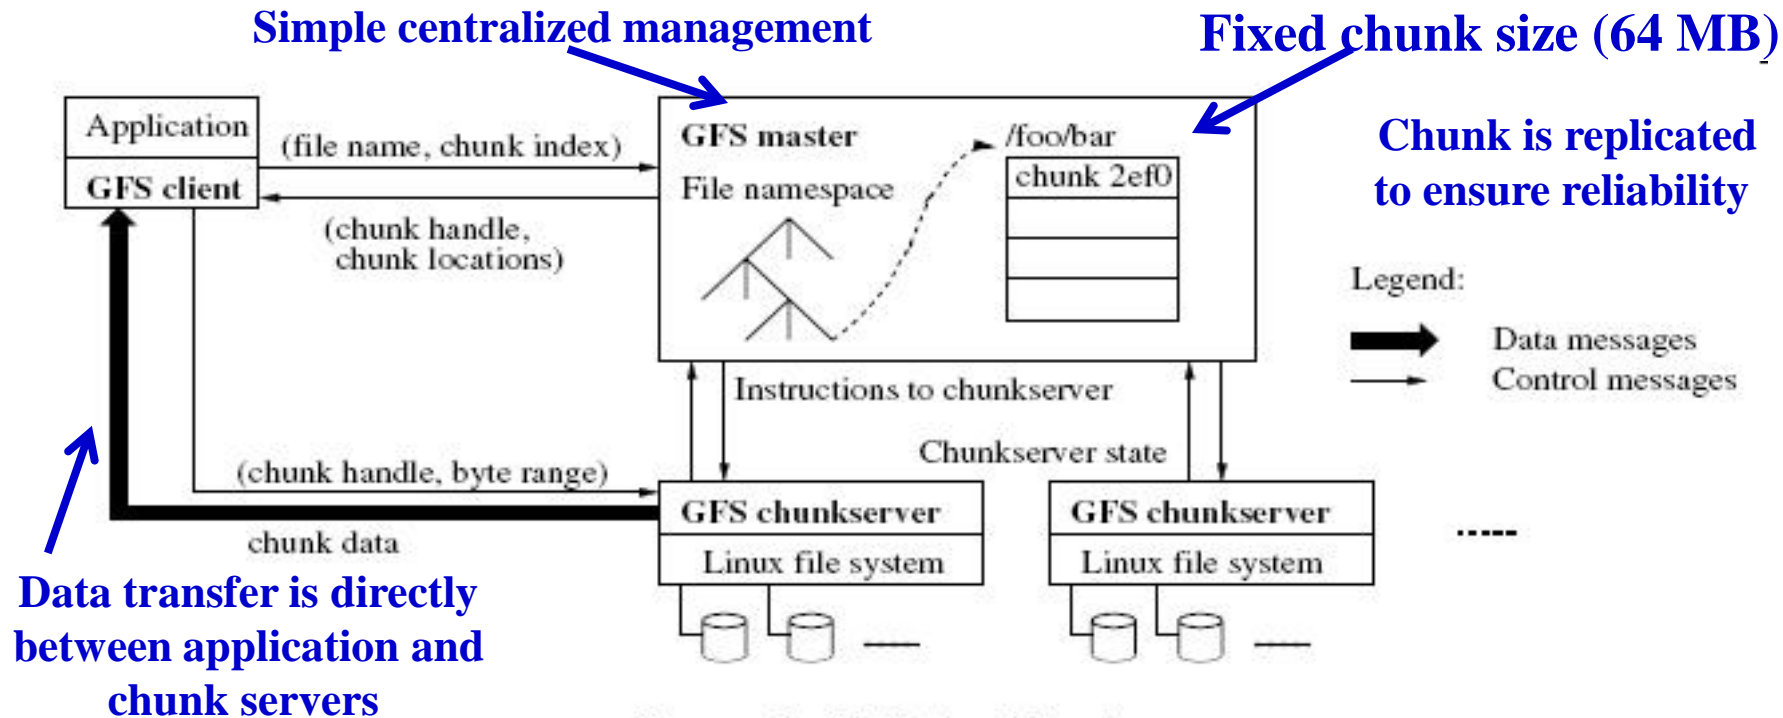 Simple centralized management
Fixed chunk size (64 MB)
Application
GFS client
(file name, chunk index)
(chunk handle,
chunk locations)
GFS master
File namespace
/foo/bar
chunk 2ef0
Chunk is replicated
to ensure reliability
Legend:
Data messages
Control messages
Instructions to chunkserver
Chunkserver state
(chunk handle, byte range)
chunk data
GFS chunkserver
Linux file system
GFS chunkserver
Linux file system
Data transfer is directly
between application and
chunk servers